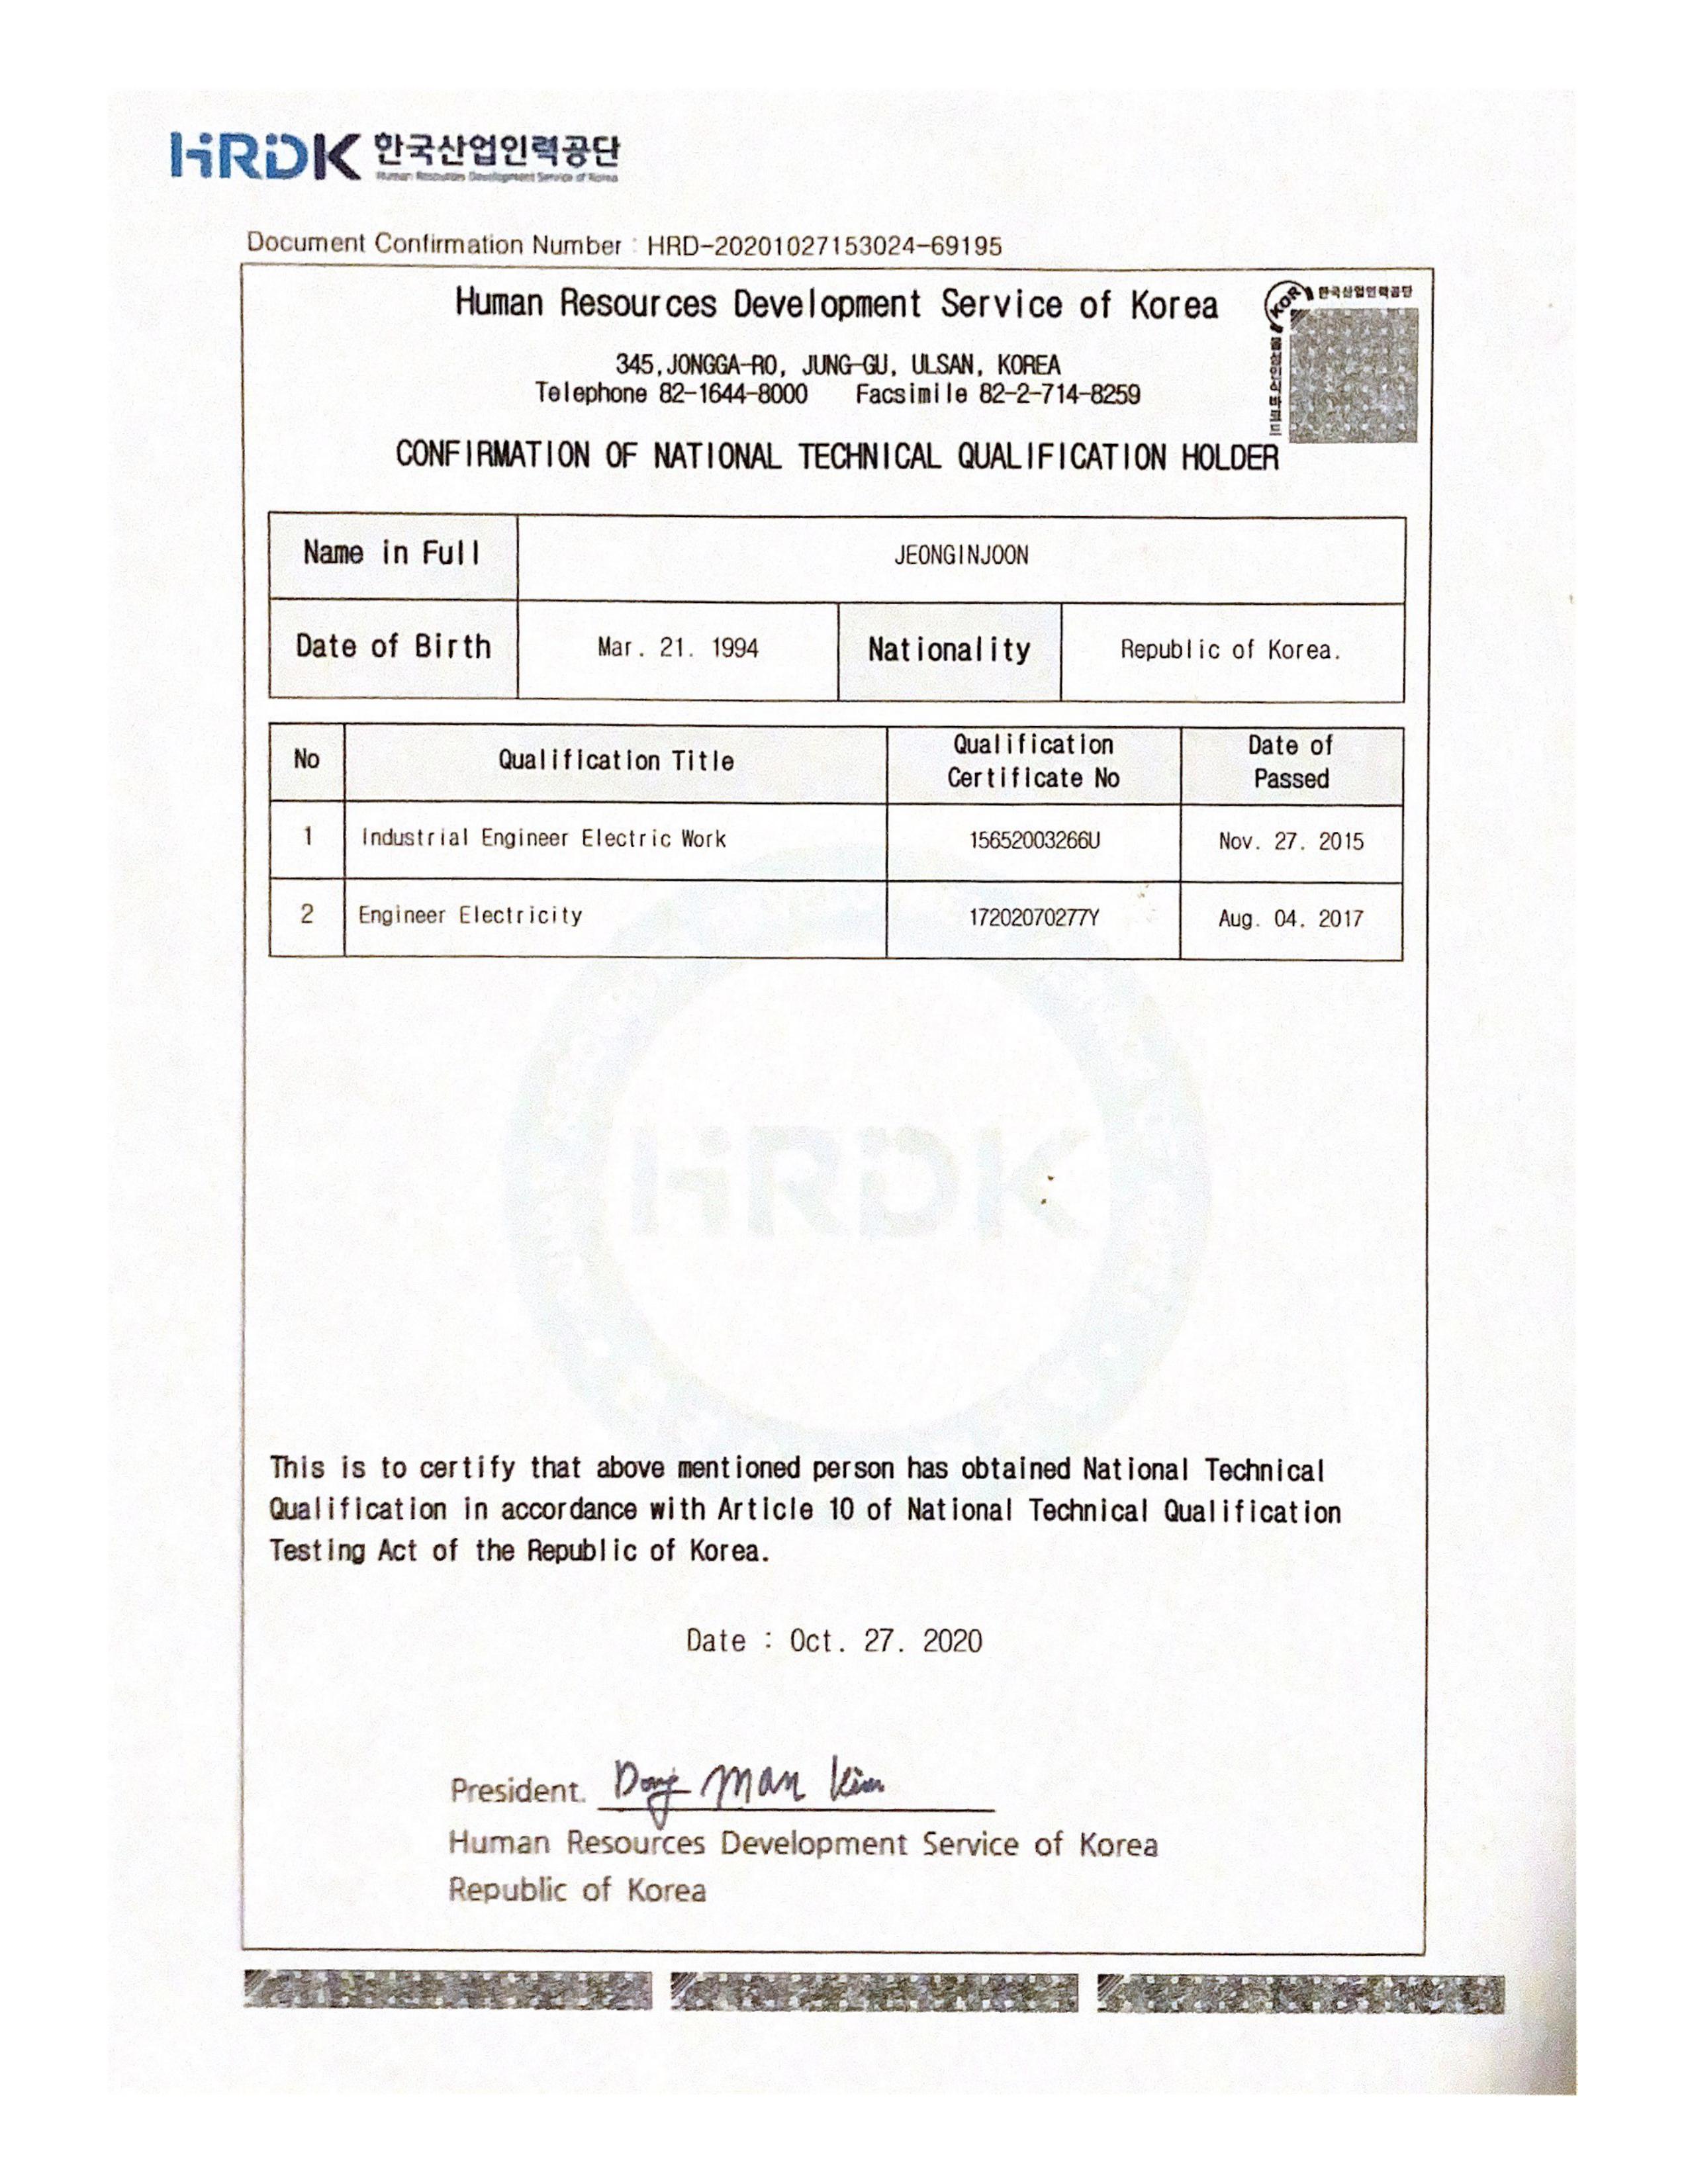 HRDK 한국산업인력공단
Human Resources Development Service of Korea
Document Confirmation Number : HRD-20201027153024-69195
Human Resources Development Service of Korea
한국산업인력공단
345,JONGGA-RO, JUNG-GU, ULSAN, KOREA
Telephone 82-1644-8000 Facsimile 82-2-714-8259
CONFIRMATION OF NATIONAL TECHNICAL QUALIFICATION HOLDER
Name in Full JEONGINJOON
Date of Birth Mar. 21. 1994 Nationality Republic of Korea.
No Qualification Title Qualification Certificate No Date of Passed
1 Industrial Engineer Electric Work 15652003266U Nov. 27. 2015
2 Engineer Electricity 17202070277Y Aug. 04. 2017
HRDK
This is to certify that above mentioned person has obtained National Technical
Qualification in accordance with Article 10 of National Technical Qualification
Testing Act of the Republic of Korea.
Date : Oct. 27. 2020
President. Dong Man Kim
Human Resources Development Service of Korea
Republic of Korea